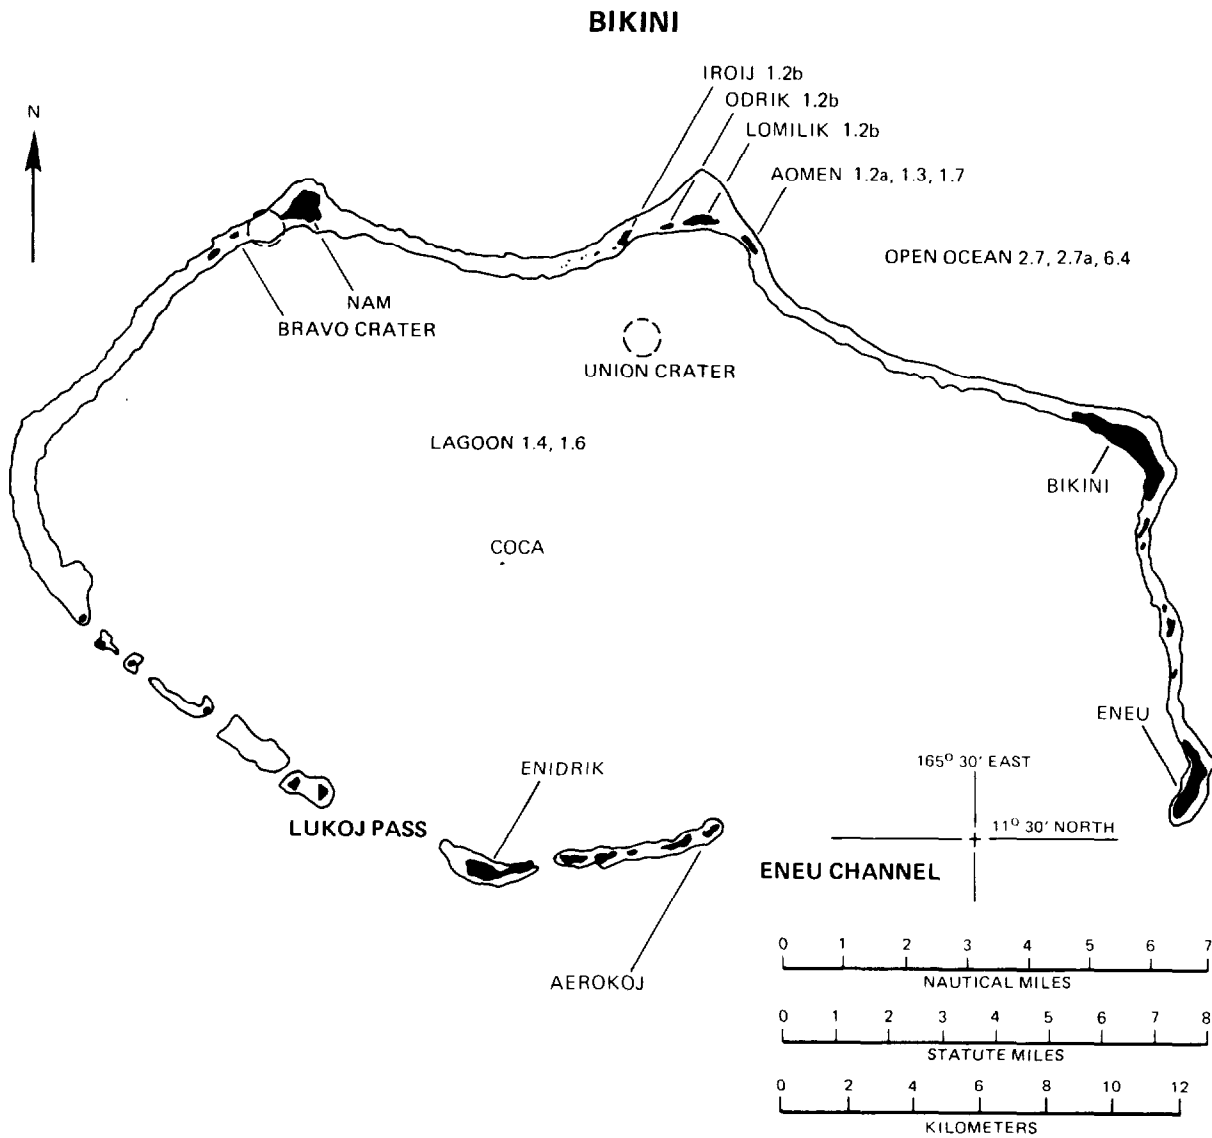 BIKINI
IROIJ 1.2b
ODRIK 1.2b
LOMILIK 1.2b
N
AOMEN 1.2a, 1.3, 1.7
OPEN OCEAN 2.7, 2.7a, 6.4
NAM
BRAVO CRATER
UNION CRATER
LAGOON 1.4, 1.6
BIKINI
COCA
ENEU
165° 30' EAST
ENIDRIK
11° 30' NORTH
LUKOJ PASS
ENEU CHANNEL
AEROKOJ
0 1 2 3 4 5 6 7
NAUTICAL MILES
0 1 2 3 4 5 6 7 8
STATUTE MILES
0 2 4 6 8 10 12
KILOMETERS